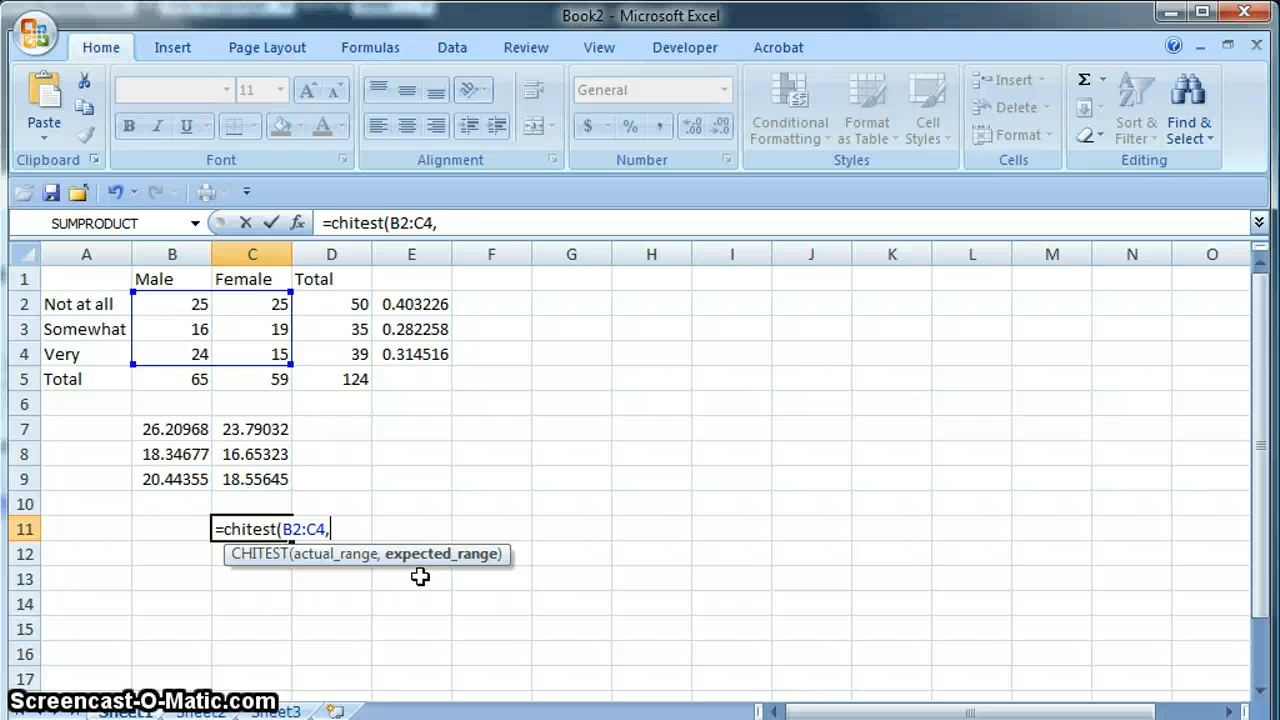 Book2 - Microsoft Excel
Home Insert Page Layout Formulas Data Review View Developer Acrobat
Paste
11
General
Conditional Formatting
Format as Table
Cell Styles
Insert
Delete
Format
Sort & Filter
Find & Select
Clipboard Font Alignment Number Styles Cells Editing
SUMPRODUCT =chitest(B2:C4,
A B C D E F G H I J K L M N O
1 Male Female Total
2 Not at all 25 25 50 0.403226
3 Somewhat 16 19 35 0.282258
4 Very 24 15 39 0.314516
5 Total 65 59 124
6
7 26.20968 23.79032
8 18.34677 16.65323
9 20.44355 18.55645
10
11 =chitest(B2:C4,
12 CHITEST(actual_range, expected_range)
13
14
15
16
17
Screencast-O-Matic.com
Sheet1 Sheet2 Sheet3